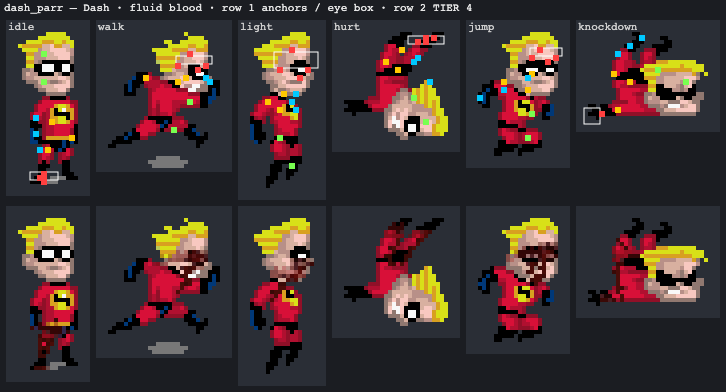 dash_parr — Dash · fluid blood · row 1 anchors / eye box · row 2 TIER 4
idle
walk
light
hurt
jump
knockdown